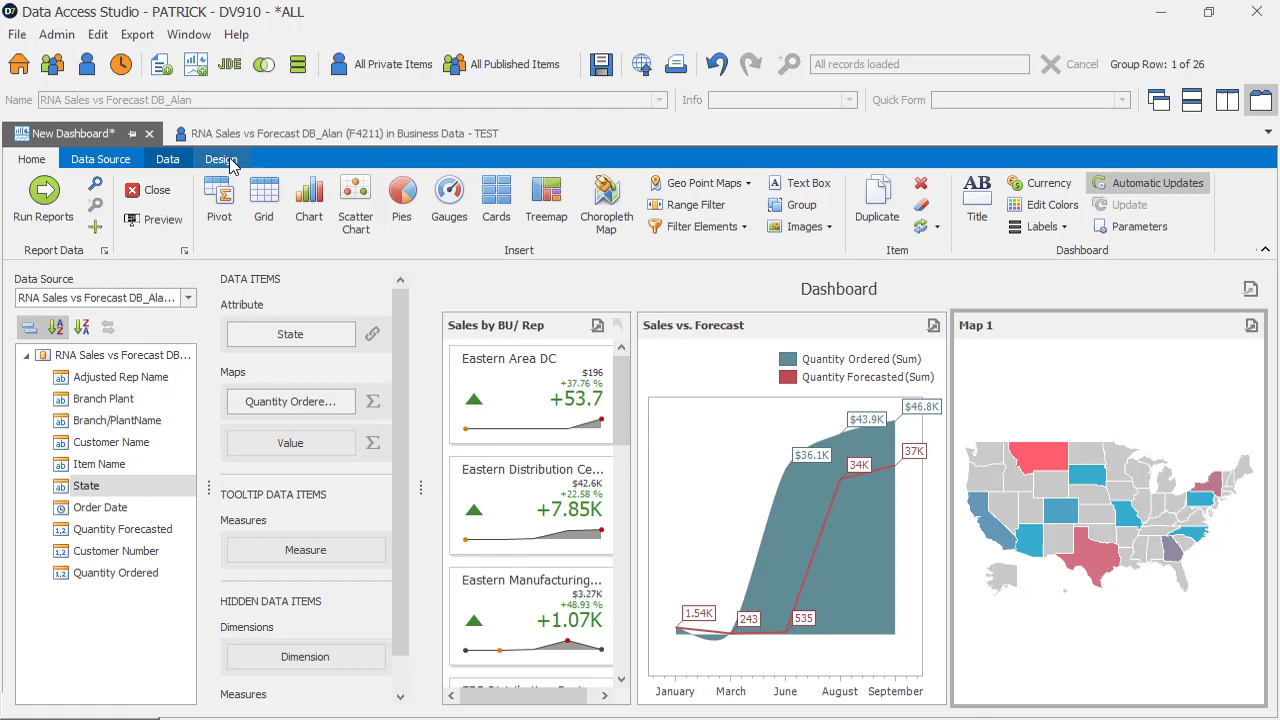 Data Access Studio - PATRICK - DV910 - *ALL
File Admin Edit Export Window Help
JDE All Private Items All Published Items All records loaded Cancel Group Row: 1 of 26
Name RNA Sales vs Forecast DB_Alan Info Quick Form
New Dashboard* RNA Sales vs Forecast DB_Alan (F4211) in Business Data - TEST
Home Data Source Data Design
Run Reports
Close
Preview
Report Data
Pivot
Grid
Chart
Scatter
Chart
Pies
Gauges
Cards
Treemap
Choropleth
Map
Geo Point Maps
Range Filter
Filter Elements
Text Box
Group
Images
Insert
Duplicate
Item
AB
Title
Currency
Edit Colors
Labels
Automatic Updates
Update
Parameters
Dashboard
Data Source
RNA Sales vs Forecast DB_Ala...
RNA Sales vs Forecast DB...
Adjusted Rep Name
Branch Plant
Branch/PlantName
Customer Name
Item Name
State
Order Date
Quantity Forecasted
Customer Number
Quantity Ordered
DATA ITEMS
Attribute
State
Maps
Quantity Ordere...
Value
TOOLTIP DATA ITEMS
Measures
Measure
HIDDEN DATA ITEMS
Dimensions
Dimension
Measures
Dashboard
Sales by BU/ Rep
Eastern Area DC
$196
+37.76 %
+53.7
Eastern Distribution Ce...
$42.6K
+22.58 %
+7.85K
Eastern Manufacturing...
$3.27K
+48.93 %
+1.07K
Sales vs. Forecast
Quantity Ordered (Sum)
Quantity Forecasted (Sum)
$46.8K
$43.9K
$36.1K
37K
34K
1.54K
243
535
January March June August September
Map 1